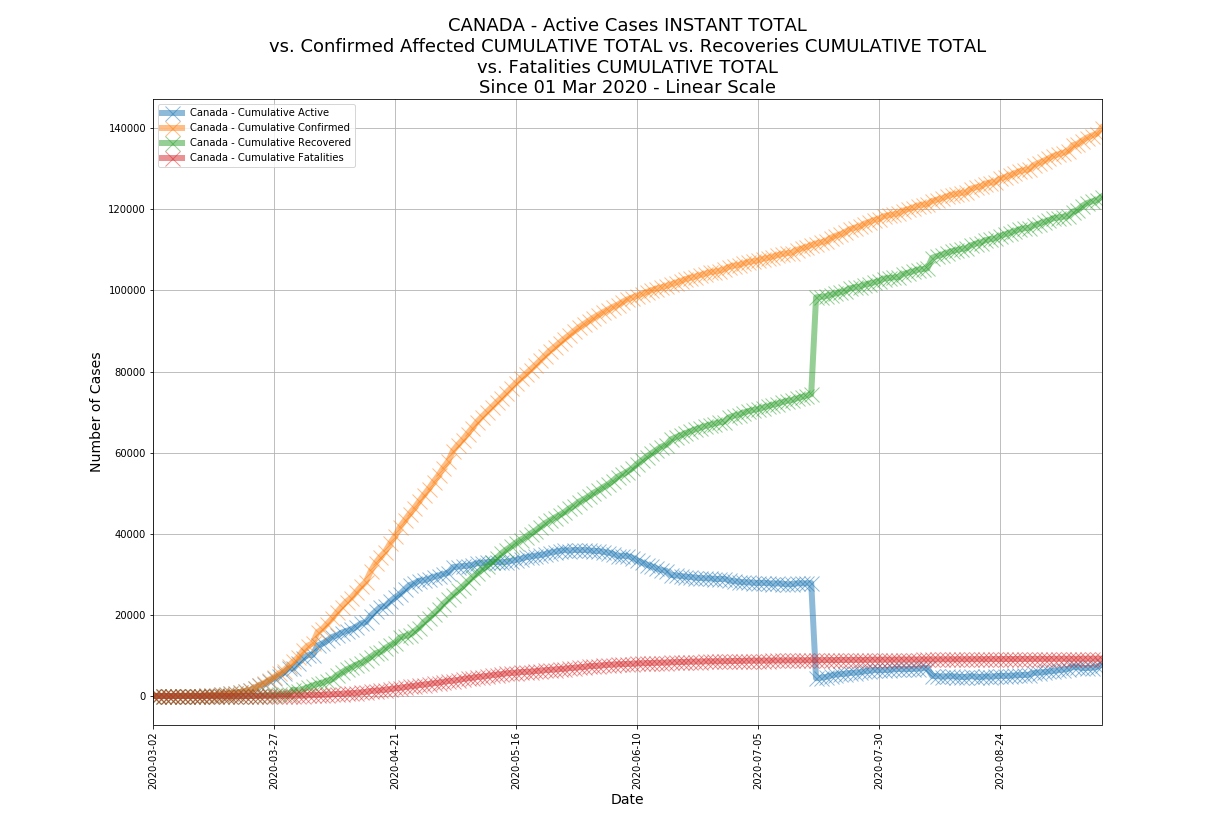 CANADA - Active Cases INSTANT TOTAL
vs. Confirmed Affected CUMULATIVE TOTAL vs. Recoveries CUMULATIVE TOTAL
vs. Fatalities CUMULATIVE TOTAL
Since 01 Mar 2020 - Linear Scale
Canada - Cumulative Active
Canada - Cumulative Confirmed
Canada - Cumulative Recovered
Canada - Cumulative Fatalities
Number of Cases
140000
120000
100000
80000
60000
40000
20000
0
2020-03-02
2020-03-27
2020-04-21
2020-05-16
2020-06-10
2020-07-05
2020-07-30
2020-08-24
Date